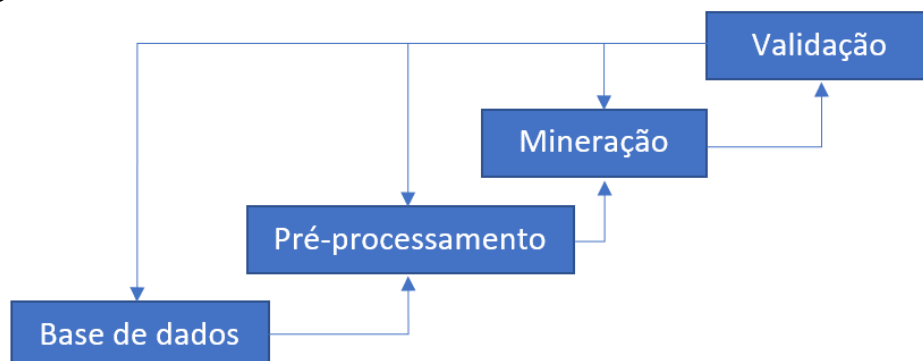 Validação
Mineração
Pré-processamento
Base de dados